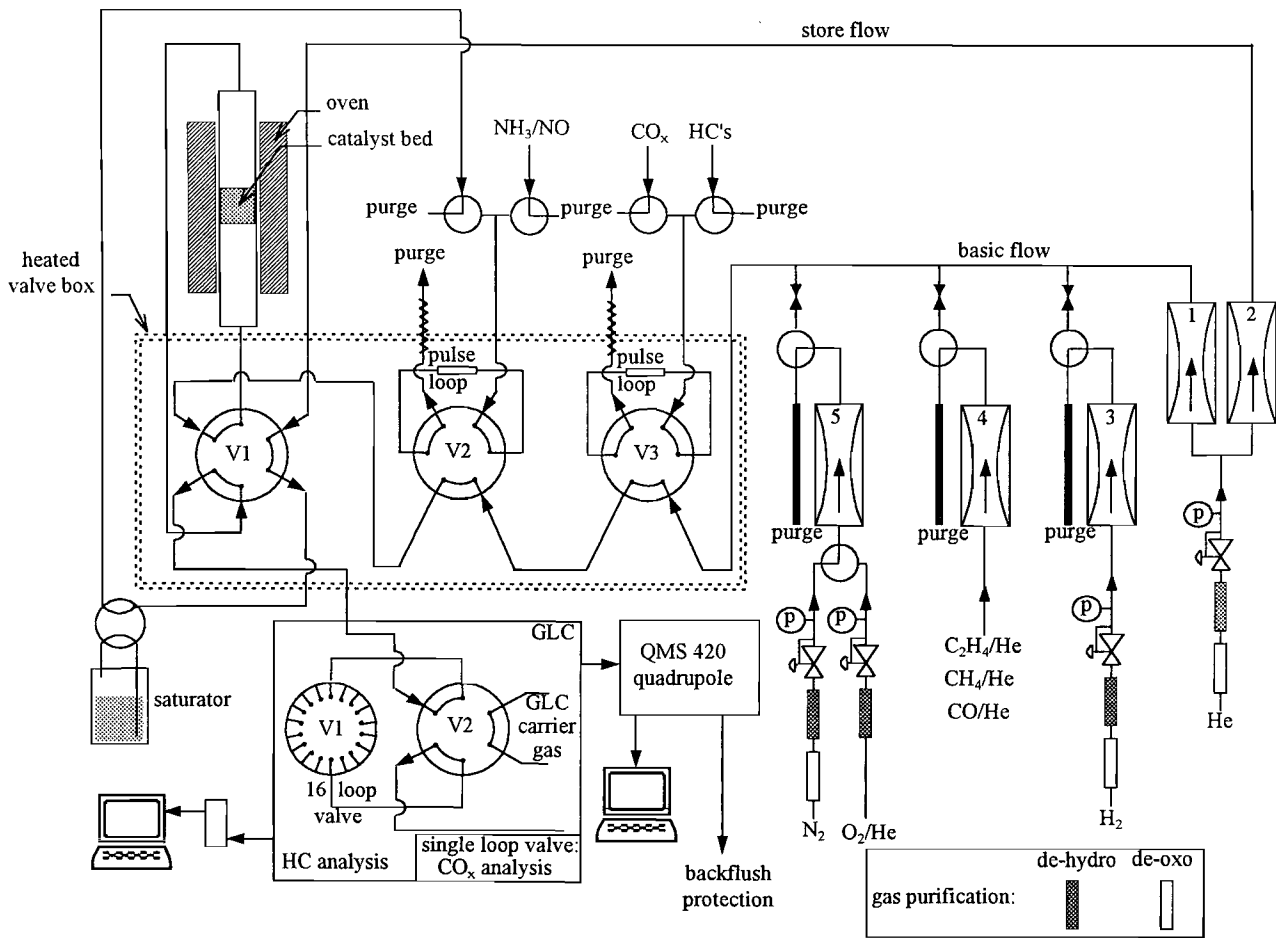 store flow
oven
catalyst bed
NH₃/NO
COₓ
HC's
purge
purge
purge
heated
valve box
purge
purge
basic flow
1
2
pulse
loop
pulse
loop
5
4
3
V1
V2
V3
purge
purge
purge
p
p
p
p
saturator
GLC
QMS 420
quadrupole
C₂H₄/He
CH₄/He
CO/He
He
V1
V2
GLC
carrier
gas
16 loop
valve
N₂
O₂/He
H₂
HC analysis
single loop valve:
COₓ analysis
backflush
protection
de-hydro
de-oxo
gas purification: